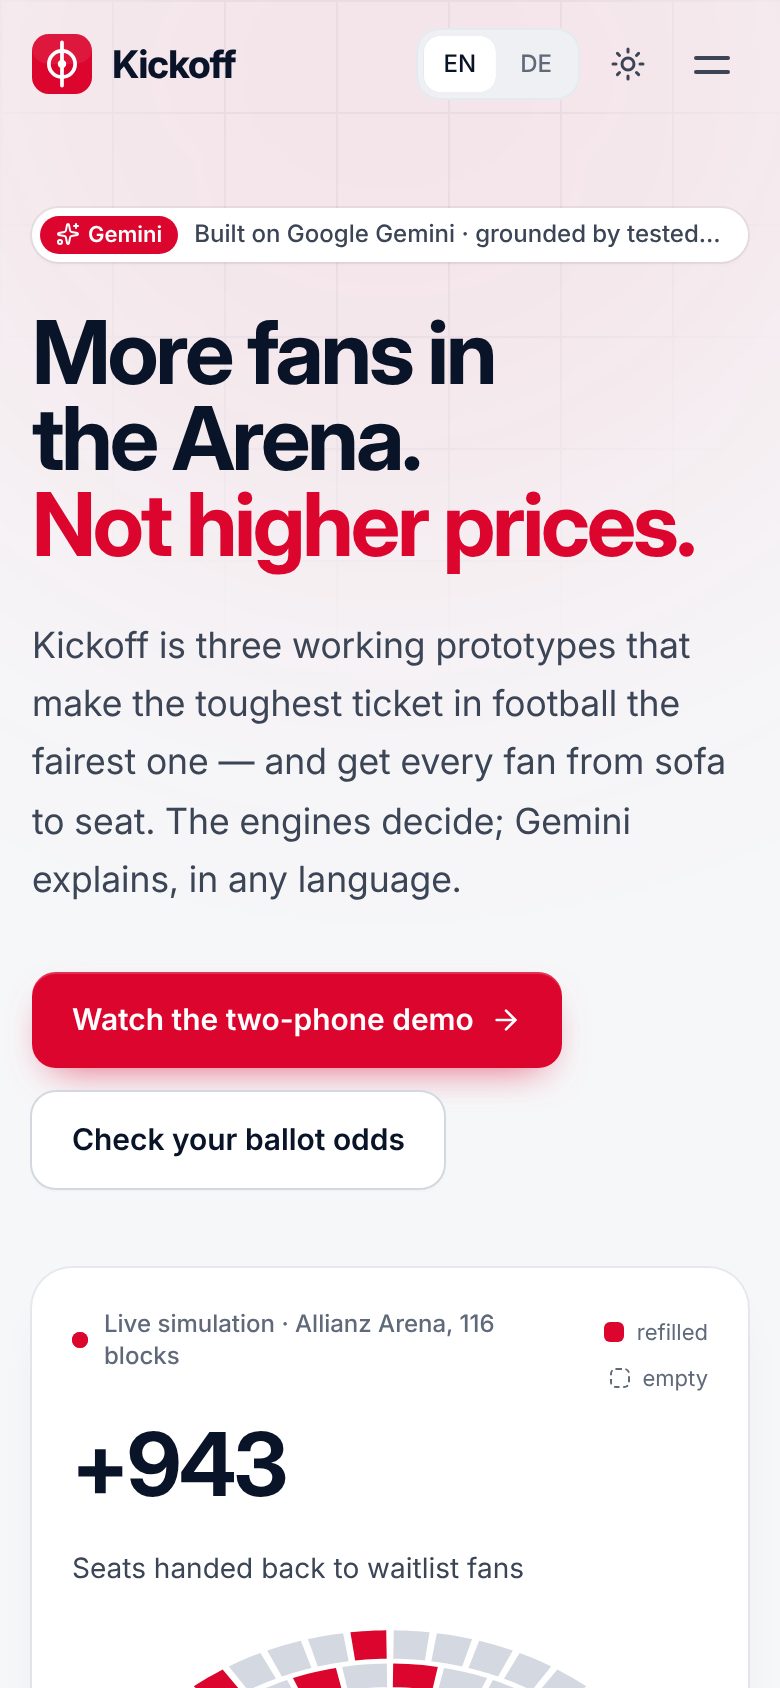 Kickoff
EN DE
Gemini Built on Google Gemini · grounded by tested...
More fans in
the Arena.
Not higher prices.
Kickoff is three working prototypes that
make the toughest ticket in football the
fairest one — and get every fan from sofa
to seat. The engines decide; Gemini
explains, in any language.
Watch the two-phone demo →
Check your ballot odds
Live simulation · Allianz Arena, 116
blocks
refilled
empty
+943
Seats handed back to waitlist fans